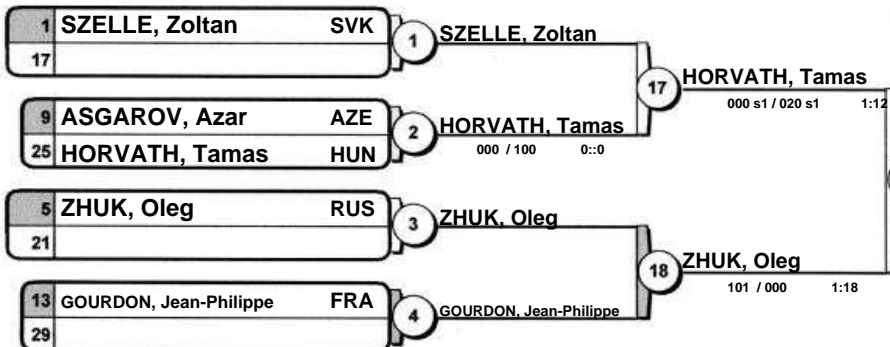 1 SZELLE, Zoltan SVK
17
1 SZELLE, Zoltan
9 ASGAROV, Azar AZE
25 HORVATH, Tamas HUN
2 HORVATH, Tamas
000 / 100 0::0
17 HORVATH, Tamas
000 s1 / 020 s1 1:12
5 ZHUK, Oleg RUS
21
3 ZHUK, Oleg
13 GOURDON, Jean-Philippe FRA
29
4 GOURDON, Jean-Philippe
18 ZHUK, Oleg
101 / 000 1:18